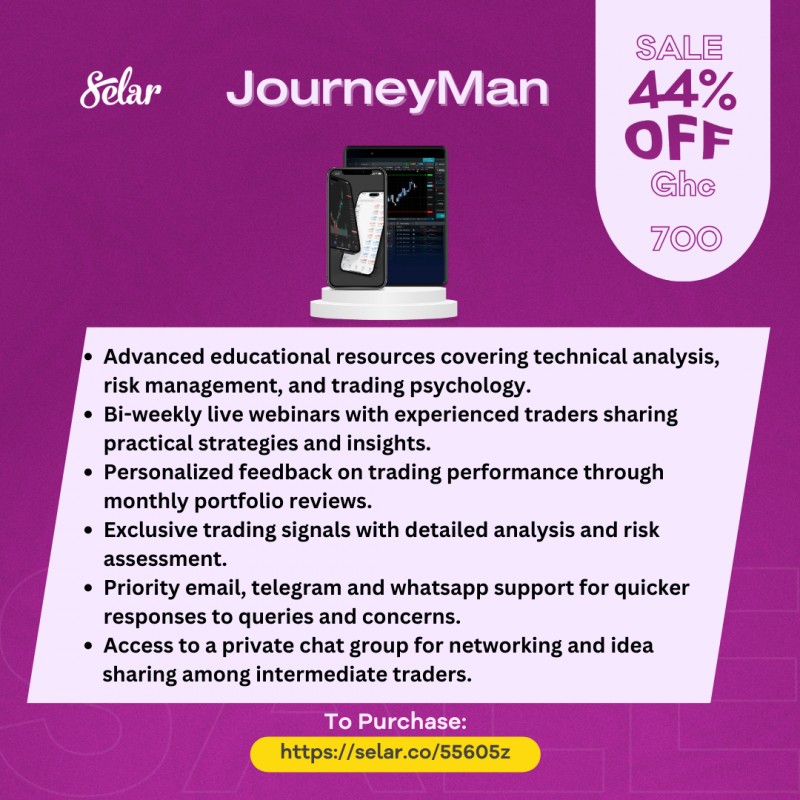 Selar
JourneyMan
SALE
44%
OFF
Ghc
700
• Advanced educational resources covering technical analysis,
risk management, and trading psychology.
• Bi-weekly live webinars with experienced traders sharing
practical strategies and insights.
• Personalized feedback on trading performance through
monthly portfolio reviews.
• Exclusive trading signals with detailed analysis and risk
assessment.
• Priority email, telegram and whatsapp support for quicker
responses to queries and concerns.
• Access to a private chat group for networking and idea
sharing among intermediate traders.
SALE
To Purchase:
https://selar.co/55605z